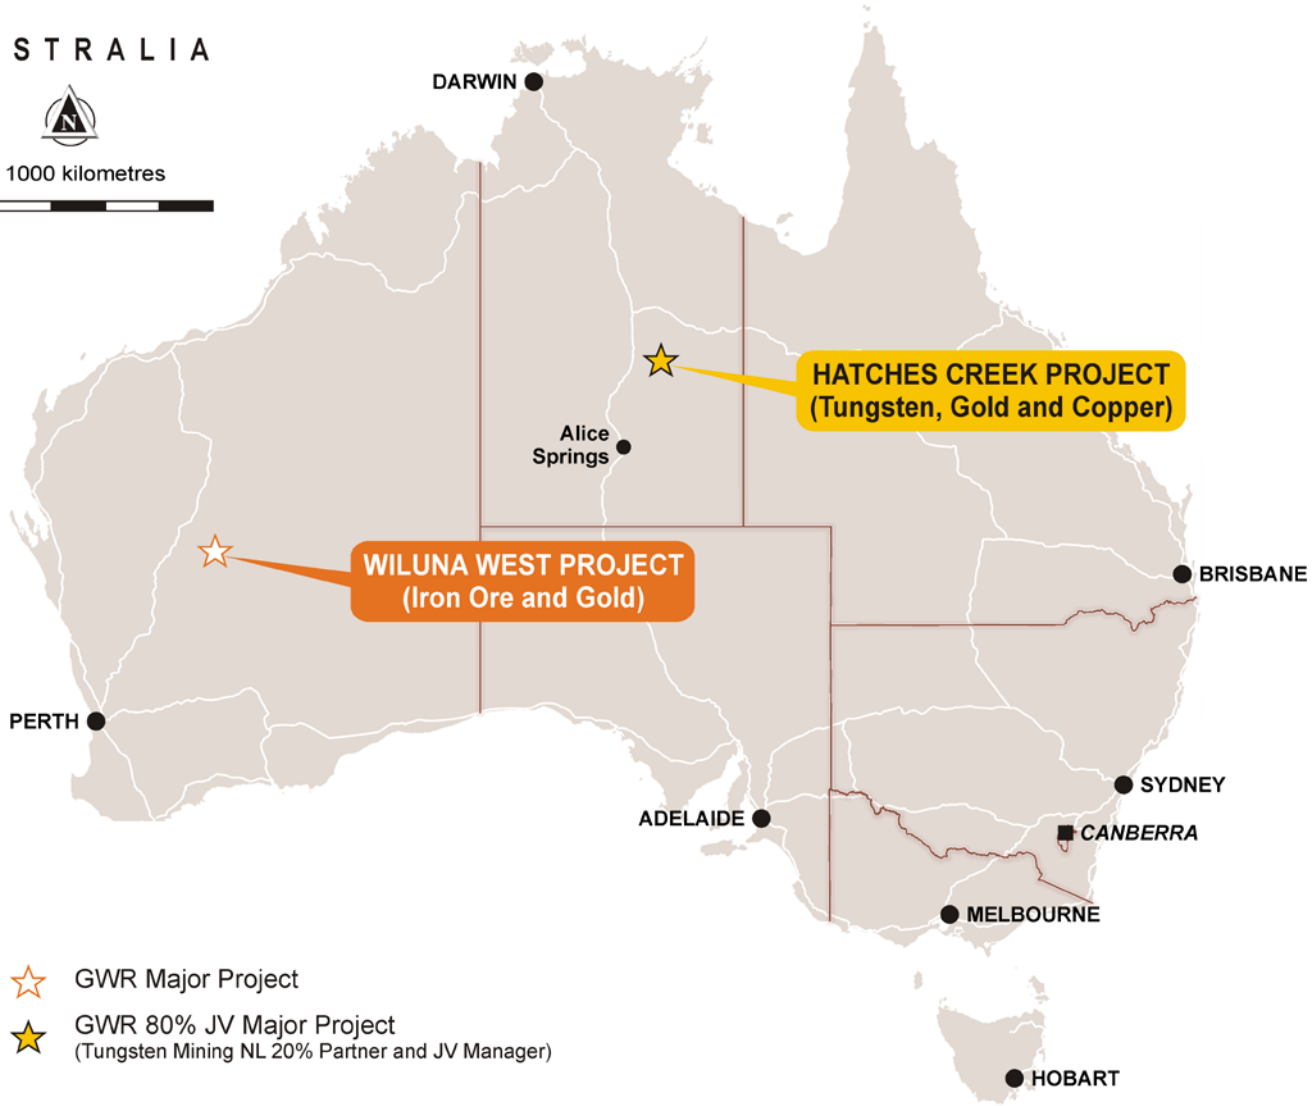 STRALIA
N
1000 kilometres
DARWIN
HATCHES CREEK PROJECT
(Tungsten, Gold and Copper)
Alice
Springs
WILUNA WEST PROJECT
(Iron Ore and Gold)
BRISBANE
PERTH
SYDNEY
ADELAIDE
CANBERRA
MELBOURNE
GWR Major Project
GWR 80% JV Major Project
(Tungsten Mining NL 20% Partner and JV Manager)
HOBART